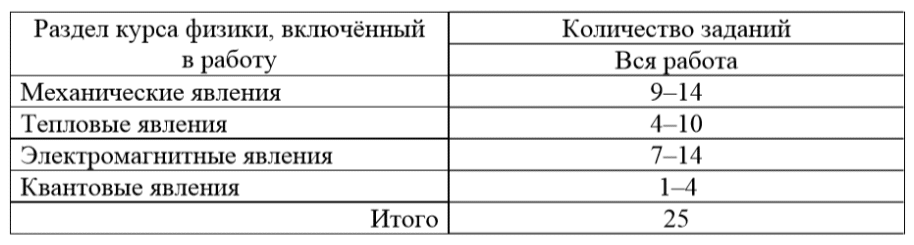 Раздел курса физики, включённый
в работу
Количество заданий
Вся работа
Механические явления 9–14
Тепловые явления 4–10
Электромагнитные явления 7–14
Квантовые явления 1–4
Итого 25